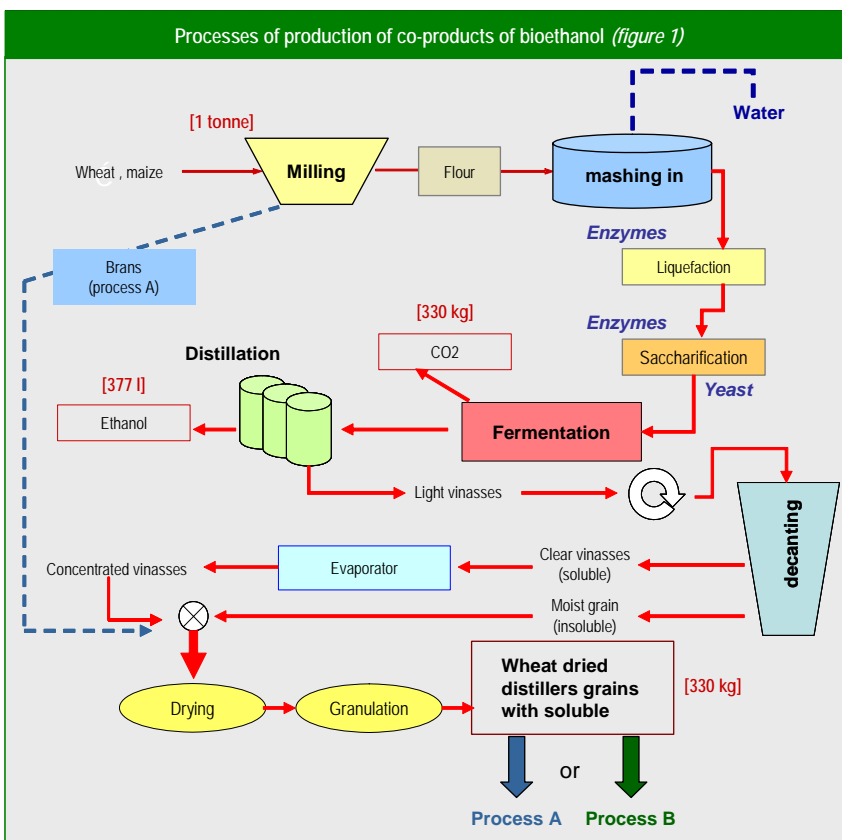 Processes of production of co-products of bioethanol (figure 1)
Water
[1 tonne]
Wheat , maize
Milling
Flour
mashing in
Enzymes
Brans
(process A)
Liquefaction
[330 kg]
Enzymes
Distillation
CO2
Saccharification
[377 l]
Yeast
Ethanol
Fermentation
Light vinasses
decanting
Clear vinasses
(soluble)
Evaporator
Concentrated vinasses
Moist grain
(insoluble)
Wheat dried
distillers grains
with soluble
[330 kg]
Drying
Granulation
or
Process A
Process B